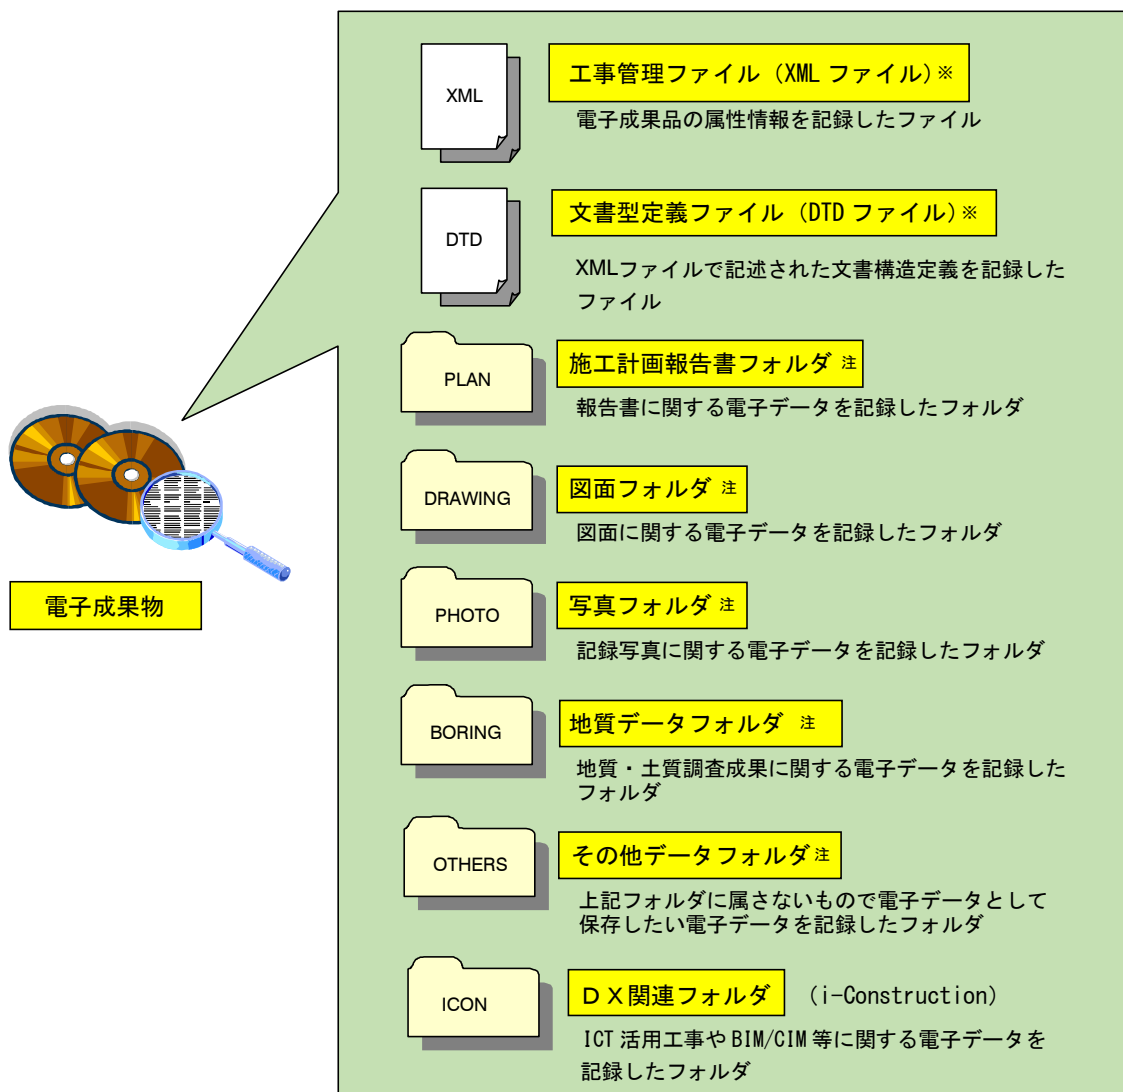 XML
工事管理ファイル（XML ファイル）※
電子成果品の属性情報を記録したファイル
DTD
文書型定義ファイル（DTD ファイル）※
XMLファイルで記述された文書構造定義を記録した
ファイル
PLAN
施工計画報告書フォルダ 注
報告書に関する電子データを記録したフォルダ
DRAWING
図面フォルダ 注
図面に関する電子データを記録したフォルダ
電子成果物
PHOTO
写真フォルダ 注
記録写真に関する電子データを記録したフォルダ
BORING
地質データフォルダ 注
地質・土質調査成果に関する電子データを記録した
フォルダ
OTHERS
その他データフォルダ 注
上記フォルダに属さないもので電子データとして
保存したい電子データを記録したフォルダ
ICON
ＤＸ関連フォルダ （i-Construction）
ICT 活用工事や BIM/CIM 等に関する電子データを
記録したフォルダ